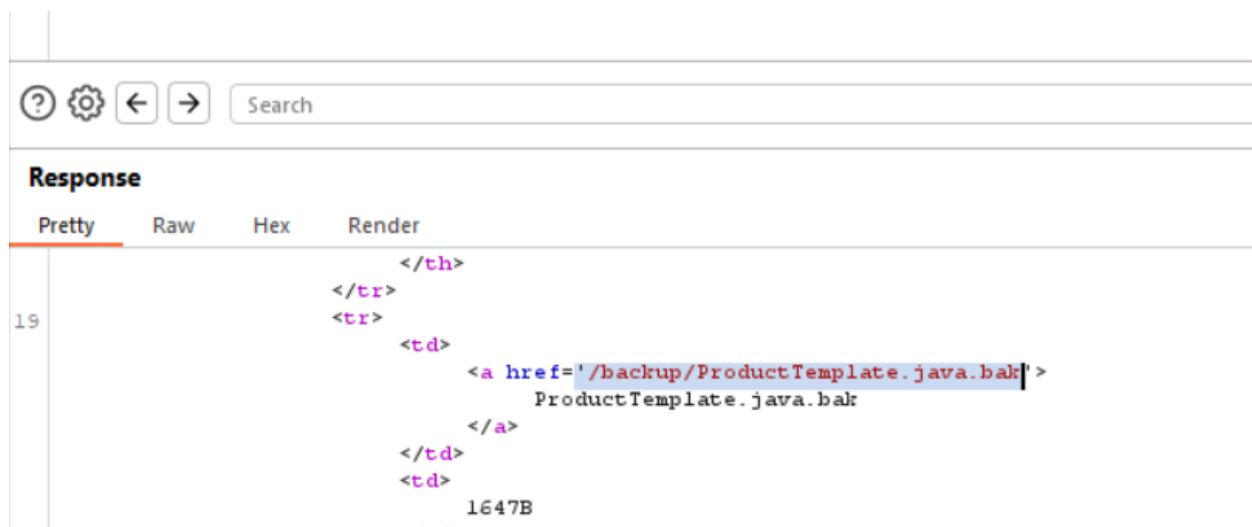 Search
Response
Pretty Raw Hex Render
</th>
</tr>
19 <tr>
<td>
<a href='/backup/ProductTemplate.java.bak'>
ProductTemplate.java.bak
</a>
</td>
<td>
1647B